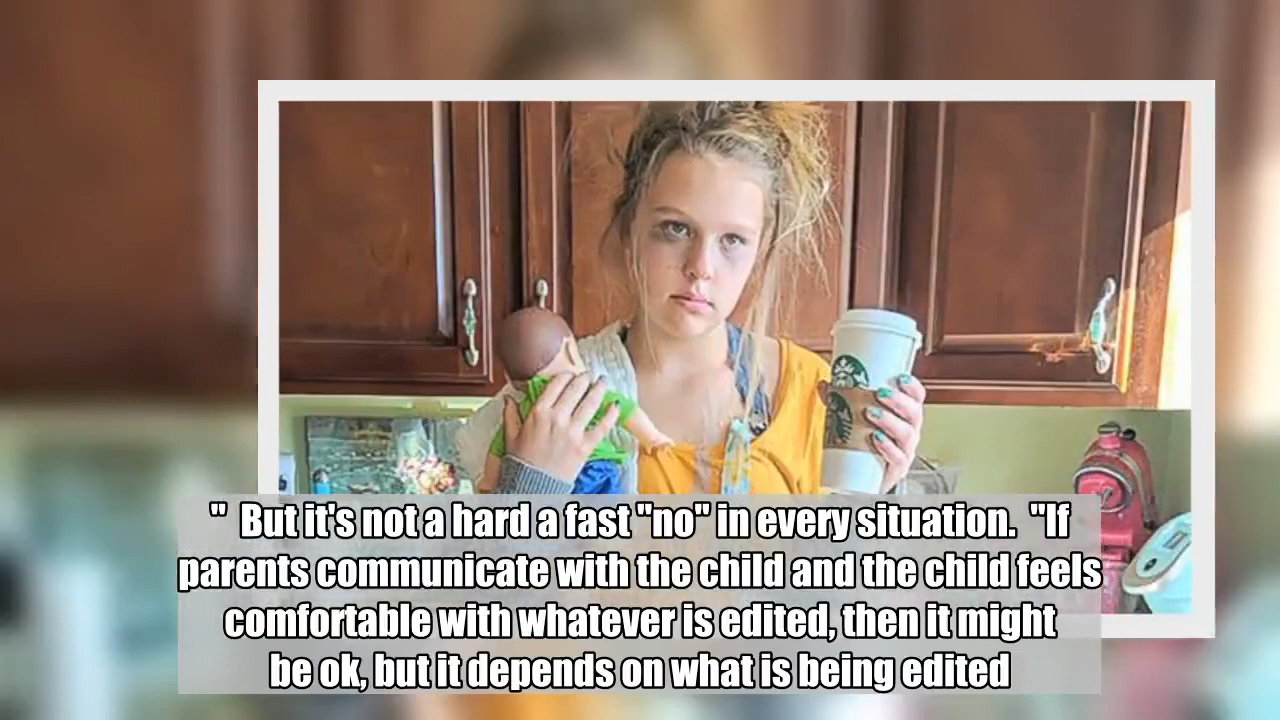 " But it's not a hard a fast "no" in every situation. "If
parents communicate with the child and the child feels
comfortable with whatever is edited, then it might
be ok, but it depends on what is being edited